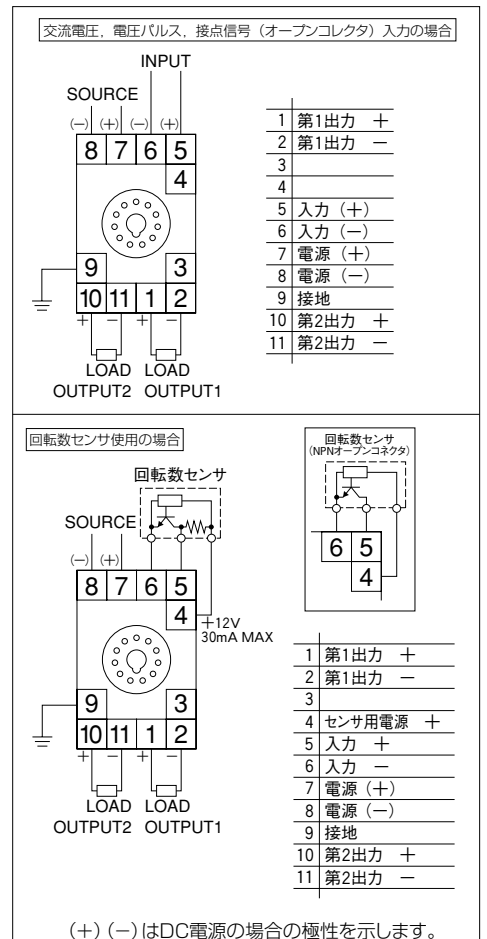 交流電圧，電圧パルス，接点信号（オープンコレクタ）入力の場合
INPUT
SOURCE
(−) (+) (−) (+)
8 7 6 5
4
9 3
10 11 1 2
+ − + −
LOAD LOAD
OUTPUT2 OUTPUT1
1 第1出力 ＋
2 第1出力 －
3
4
5 入力（＋）
6 入力（－）
7 電源（＋）
8 電源（－）
9 接地
10 第2出力 ＋
11 第2出力 －
回転数センサ使用の場合
回転数センサ
SOURCE
(−) (+)
8 7 6 5
4
＋12V
30mA MAX
9 3
10 11 1 2
+ − + −
LOAD LOAD
OUTPUT2 OUTPUT1
回転数センサ
(NPNオープンコネクタ)
6 5
4
1 第1出力 ＋
2 第1出力 －
3
4 センサ用電源 ＋
5 入力 ＋
6 入力 －
7 電源（＋）
8 電源（－）
9 接地
10 第2出力 ＋
11 第2出力 －
（＋）（－）はDC電源の場合の極性を示します。